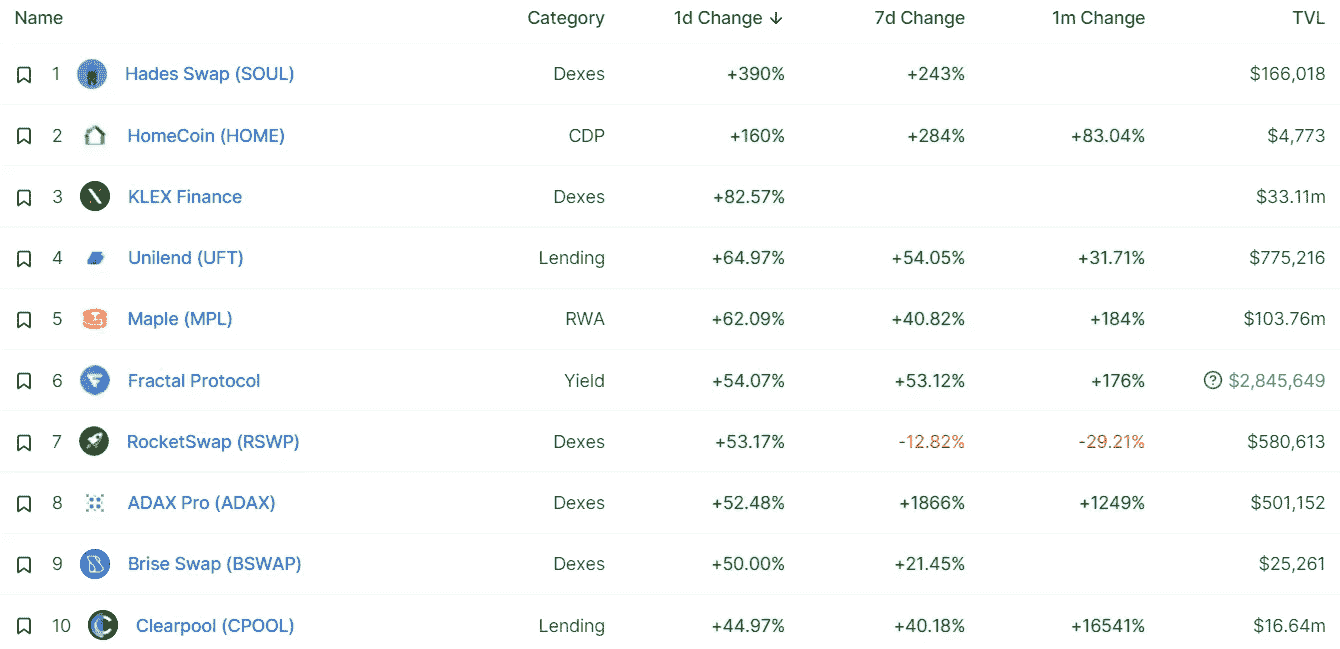 Name Category 1d Change ↓ 7d Change 1m Change TVL
1 Hades Swap (SOUL) Dexes +390% +243% $166,018
2 HomeCoin (HOME) CDP +160% +284% +83.04% $4,773
3 KLEX Finance Dexes +82.57% $33.11m
4 Unilend (UFT) Lending +64.97% +54.05% +31.71% $775,216
5 Maple (MPL) RWA +62.09% +40.82% +184% $103.76m
6 Fractal Protocol Yield +54.07% +53.12% +176% ? $2,845,649
7 RocketSwap (RSWP) Dexes +53.17% -12.82% -29.21% $580,613
8 ADAX Pro (ADAX) Dexes +52.48% +1866% +1249% $501,152
9 Brise Swap (BSWAP) Dexes +50.00% +21.45% $25,261
10 Clearpool (CPOOL) Lending +44.97% +40.18% +16541% $16.64m